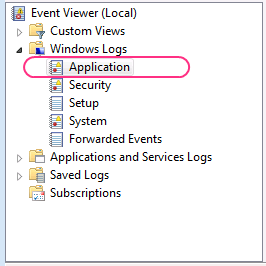 Event Viewer (Local)
Custom Views
Windows Logs
Application
Security
Setup
System
Forwarded Events
Applications and Services Logs
Saved Logs
Subscriptions